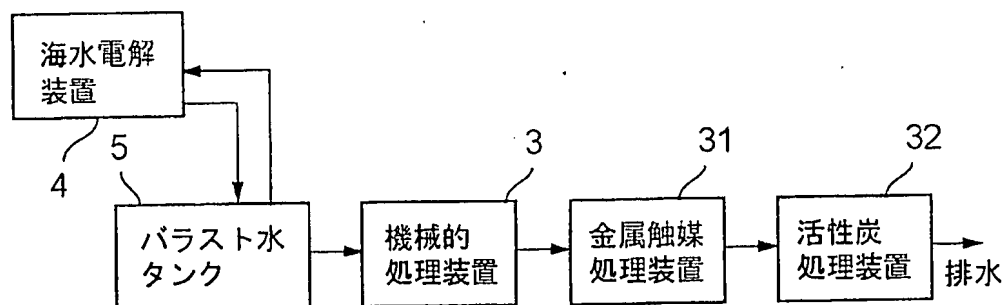 海水電解
装置
4
5
バラスト水
タンク
3
機械的
処理装置
31
金属触媒
処理装置
32
活性炭
処理装置
排水